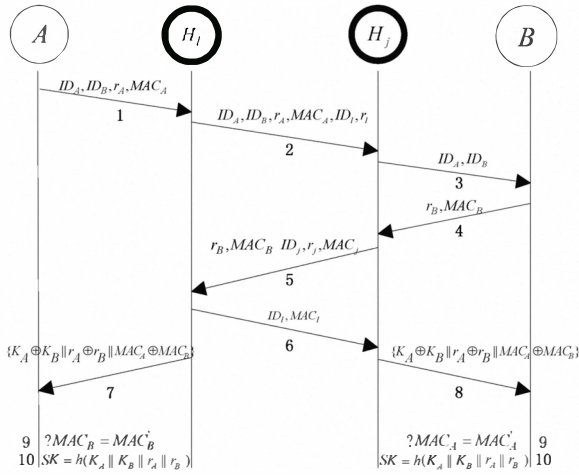 A H_l H_j B
ID_A,ID_B,r_A,MAC_A
1
ID_A,ID_B,r_A,MAC_A,ID_l,r_l
2
ID_A,ID_B
3
r_B,MAC_B
4
r_B,MAC_B ID_j,r_j,MAC_j
5
ID_l,MAC_l
6
{K_A⊕K_B‖r_A⊕r_B‖MAC_A⊕MAC_B}
7
{K_A⊕K_B‖r_A⊕r_B‖MAC_A⊕MAC_B}
8
9 ?MAC_B = MAC'_B
10 SK = h(K_A ‖ K_B ‖ r_A ‖ r_B )
?MAC_A = MAC'_A 9
SK = h(K_A ‖ K_B ‖ r_A ‖ r_B) 10